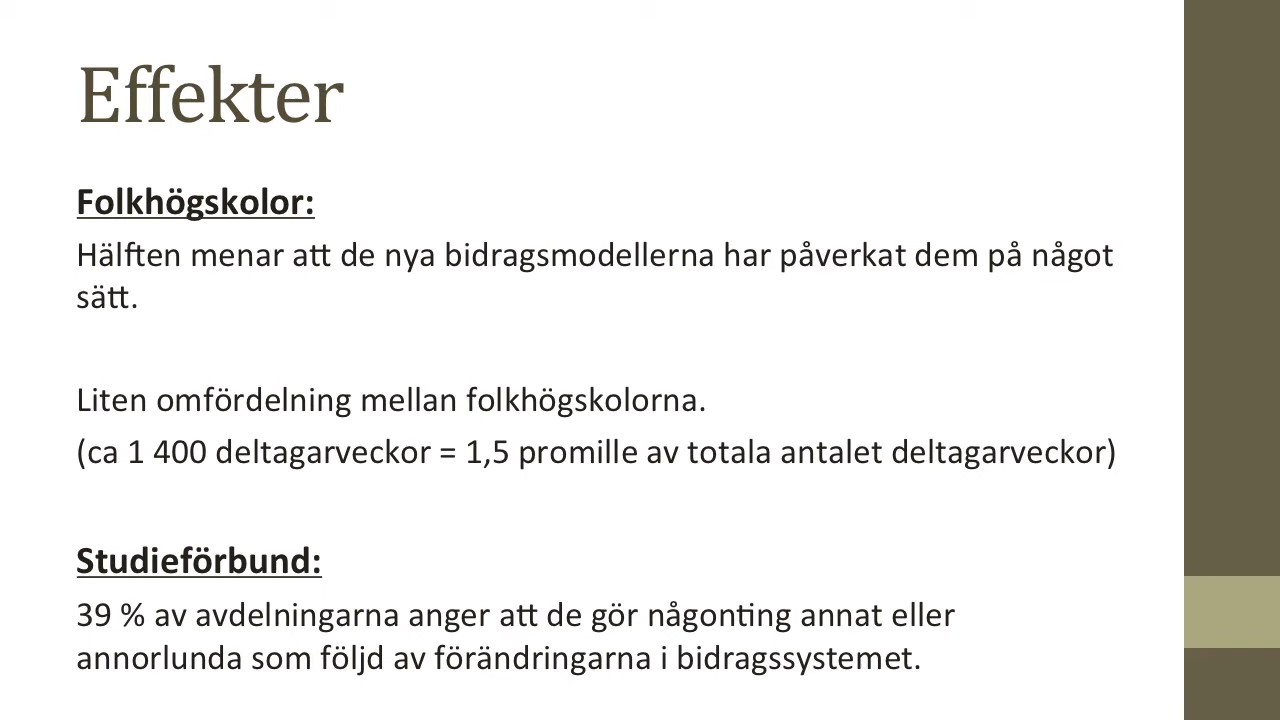 Effekter
Folkhögskolor:
Hälften menar att de nya bidragsmodellerna har påverkat dem på något
sätt.
Liten omfördelning mellan folkhögskolorna.
(ca 1 400 deltagarveckor = 1,5 promille av totala antalet deltagarveckor)
Studieförbund:
39 % av avdelningarna anger att de gör någonting annat eller
annorlunda som följd av förändringarna i bidragssystemet.